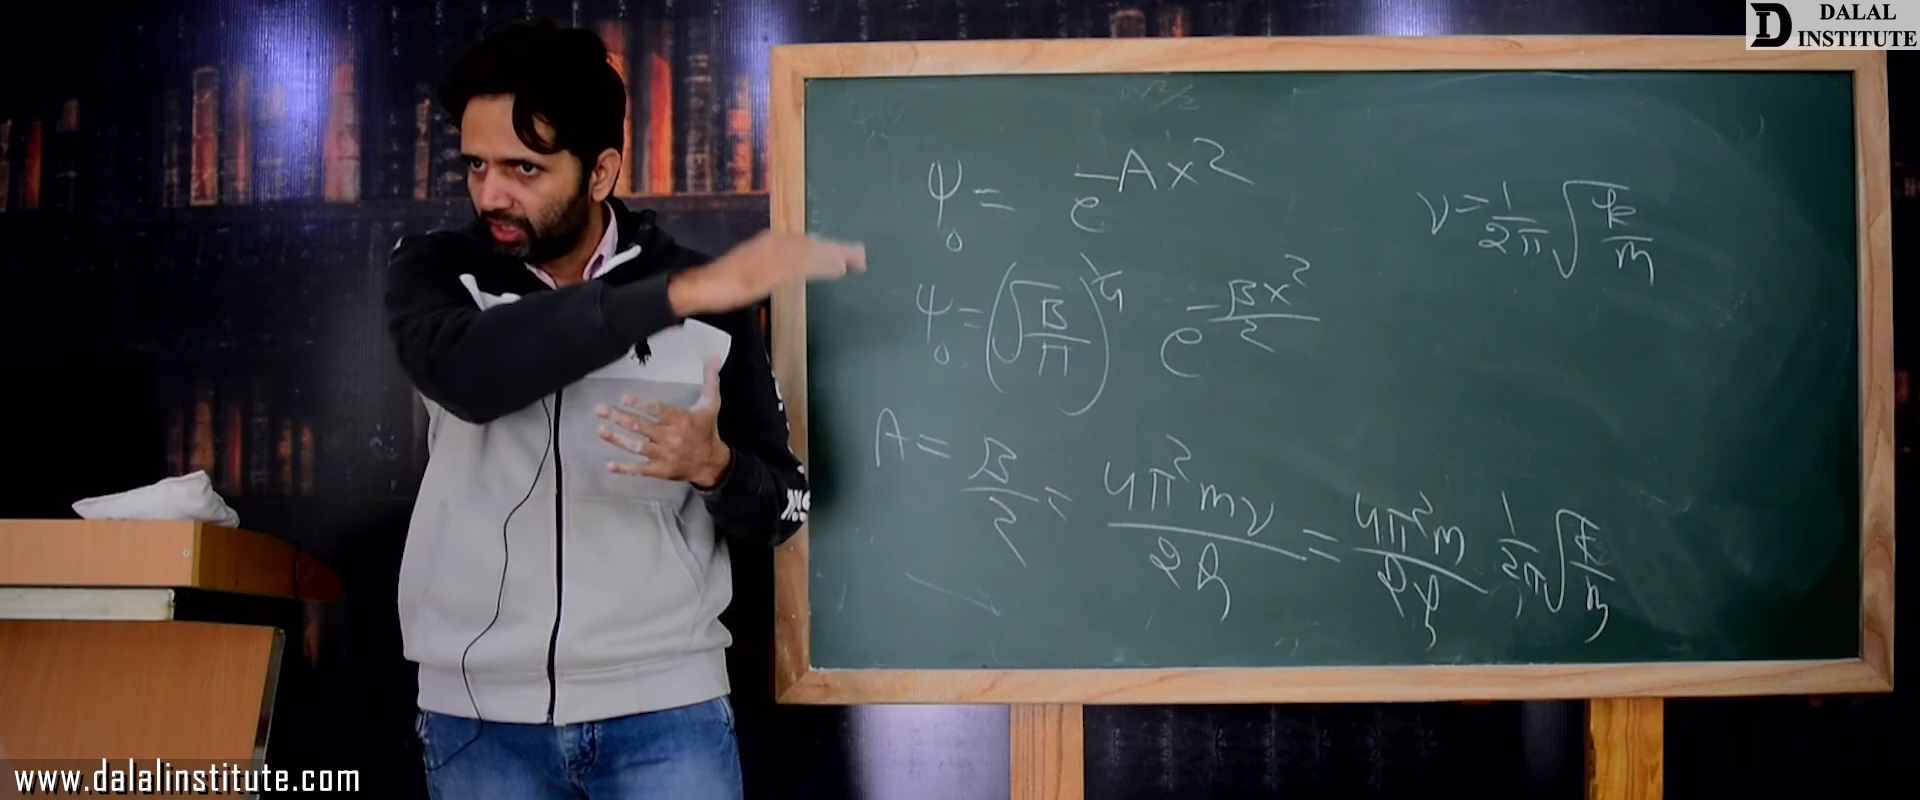 DALAL
INSTITUTE
ψ₀ = e^(-Ax²)
ν = 1/2π √(k/m)
ψ₀ = (√(β/π))^(1/4) e^(-βx²/2)
A = β/2 = 4π²mν/2h = 4π²m/2h 1/2π √(k/m)
www.dalalinstitute.com